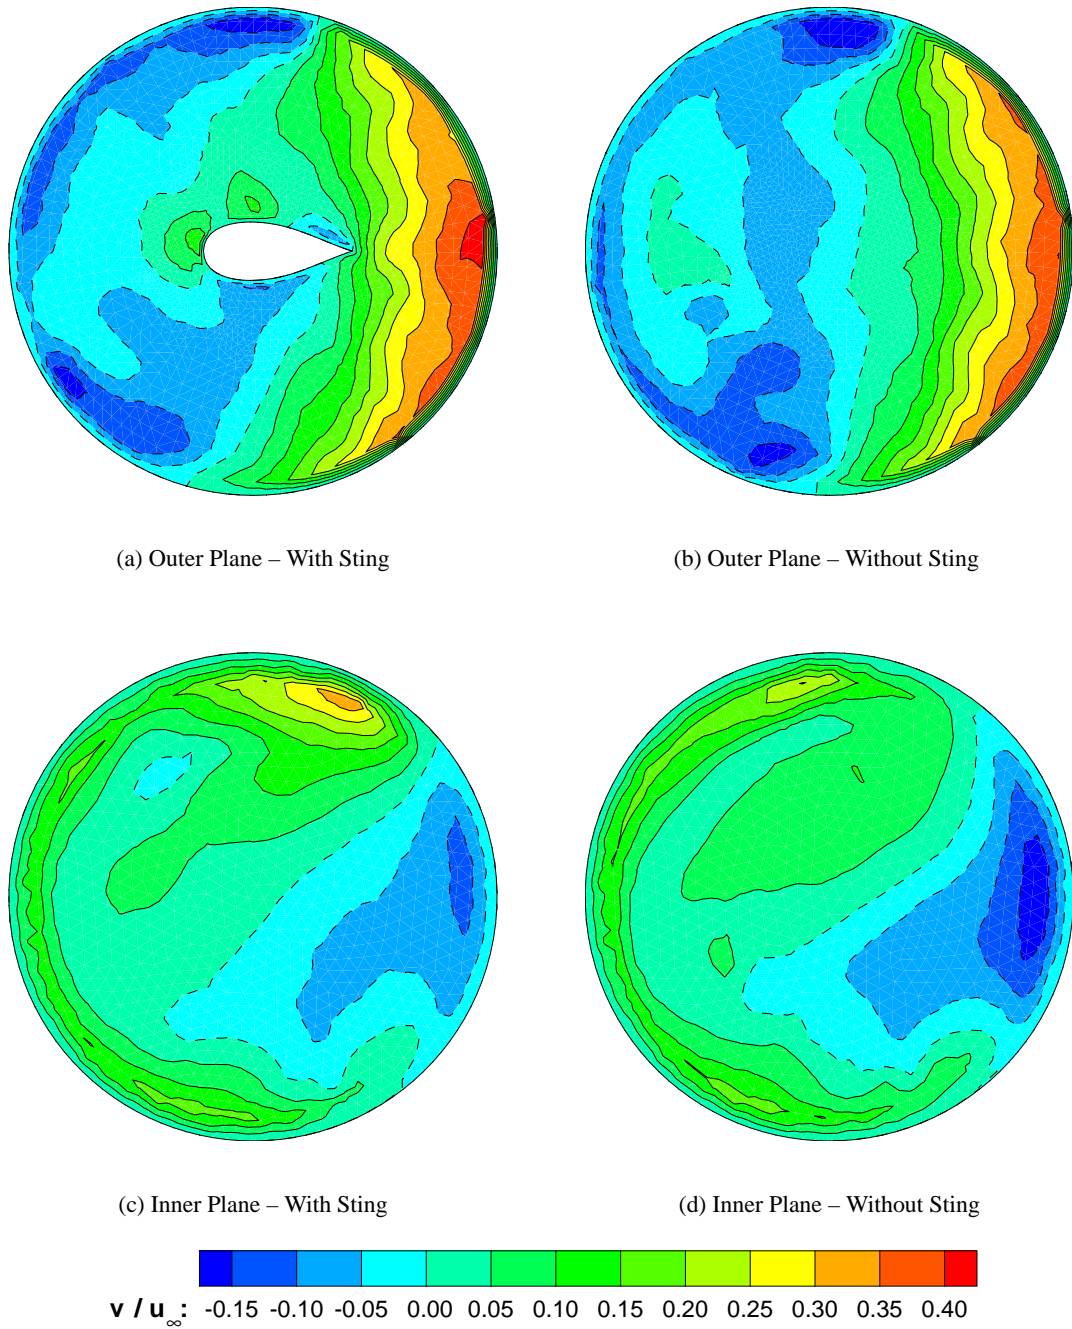 (a) Outer Plane – With Sting
(b) Outer Plane – Without Sting
(c) Inner Plane – With Sting
(d) Inner Plane – Without Sting
v / u∞: -0.15 -0.10 -0.05 0.00 0.05 0.10 0.15 0.20 0.25 0.30 0.35 0.40